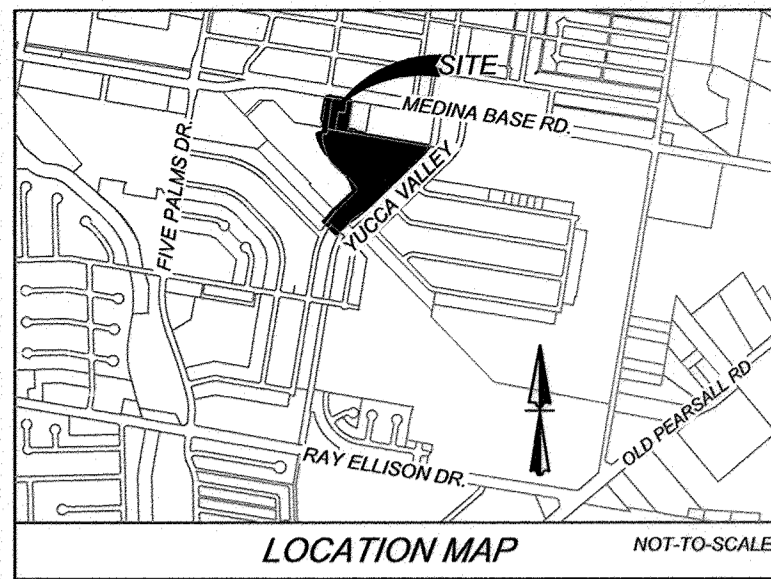 SITE
MEDINA BASE RD.
FIVE PALMS DR.
YUCCA VALLEY
OLD PEARSALL RD
RAY ELLISON DR.
LOCATION MAP
NOT-TO-SCALE